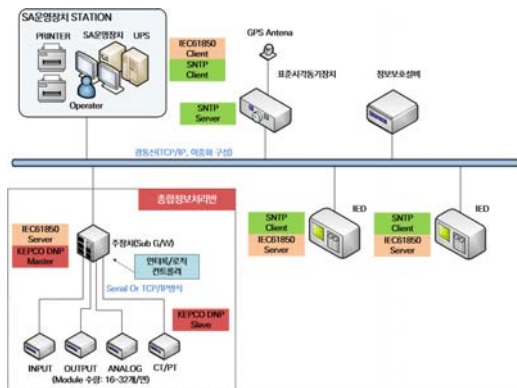 SA운영장치 STATION
PRINTER
SA운영장치
UPS
Operator
IEC61850
Client
SNTP
Client
GPS Antena
표준시각동기장치
SNTP
Server
정보보호설비
광통신(TCP/IP, 이중화 구성)
종합정보처리반
IEC61850
Server
KEPCO DNP
Master
주장치(Sub G/W)
인터록/로직
컨트롤러
Serial Or TCP/IP방식
KEPCO DNP
Slave
INPUT
OUTPUT
ANALOG
CT/PT
(Module 수량: 16~32개/면)
SNTP
Client
IEC61850
Server
IED
SNTP
Client
IEC61850
Server
IED